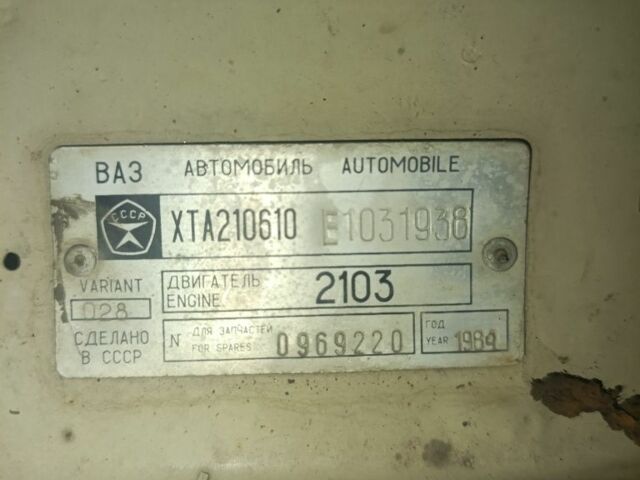 ВАЗ АВТОМОБИЛЬ AUTOMOBILE
СССР
XTA210610 E1031938
VARIANT
028
ДВИГАТЕЛЬ
ENGINE
2103
СДЕЛАНО
В СССР
N ДЛЯ ЗАПЧАСТЕЙ
FOR SPARES
0969220
ГОД
YEAR 1984